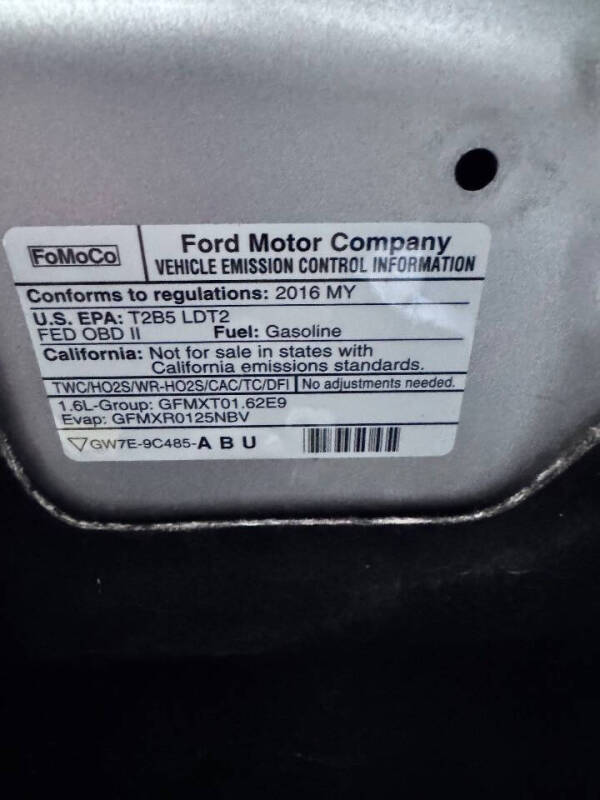 FoMoCo
Ford Motor Company
VEHICLE EMISSION CONTROL INFORMATION
Conforms to regulations: 2016 MY
U.S. EPA: T2B5 LDT2
FED OBD II Fuel: Gasoline
California: Not for sale in states with
California emissions standards.
TWC/HO2S/WR-HO2S/CAC/TC/DFI No adjustments needed.
1.6L-Group: GFMXT01.62E9
Evap: GFMXR0125NBV
GW7E-9C485-A B U